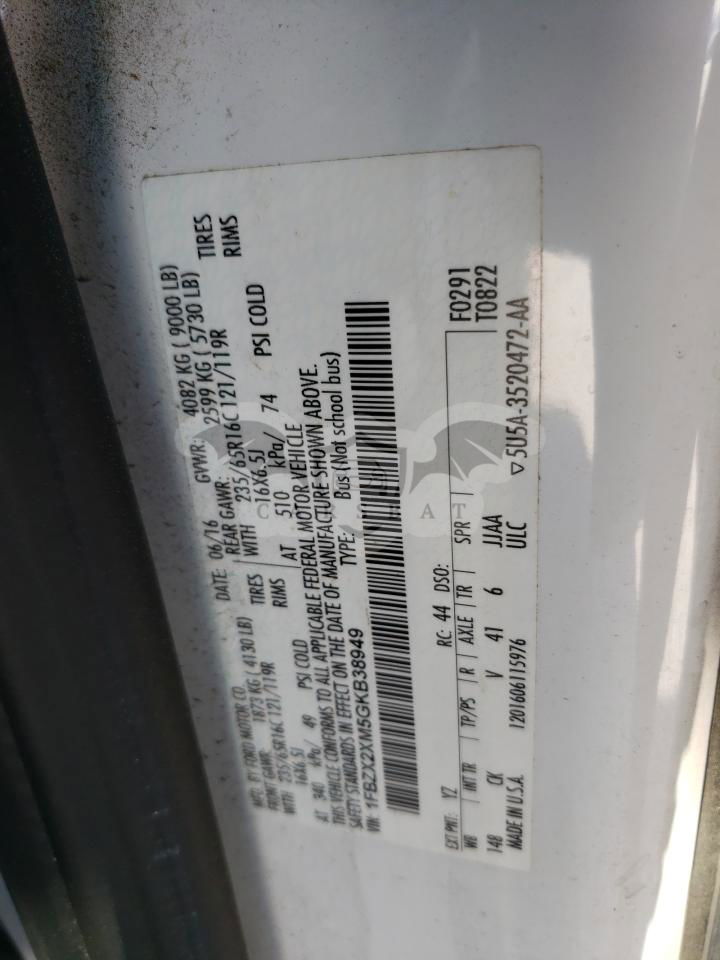 MFD. BY FORD MOTOR CO.
DATE: 06/16 GVWR: 4082 KG ( 9000 LB)
FRONT GAWR: 1873 KG ( 4130 LB) REAR GAWR: 2599 KG ( 5730 LB)
WITH 235/65R16C 121/119R TIRES WITH 235/65R16C 121/119R TIRES
16X6.5J RIMS 16X6.5J RIMS
AT 340 kPa/ 49 PSI COLD AT 510 kPa/ 74 PSI COLD
THIS VEHICLE CONFORMS TO ALL APPLICABLE FEDERAL MOTOR VEHICLE
SAFETY STANDARDS IN EFFECT ON THE DATE OF MANUFACTURE SHOWN ABOVE.
VIN: 1FBZX2XM5GKB38949 TYPE: Bus (Not school bus)
EXT PNT: YZ RC: 44 DSO: F0291
WB INT TR TP/PS R AXLE TR SPR T0822
148 CK V 41 6 JJAA
MADE IN U.S.A. 1201606115976 ULC
▽5U5A-3520472-AA